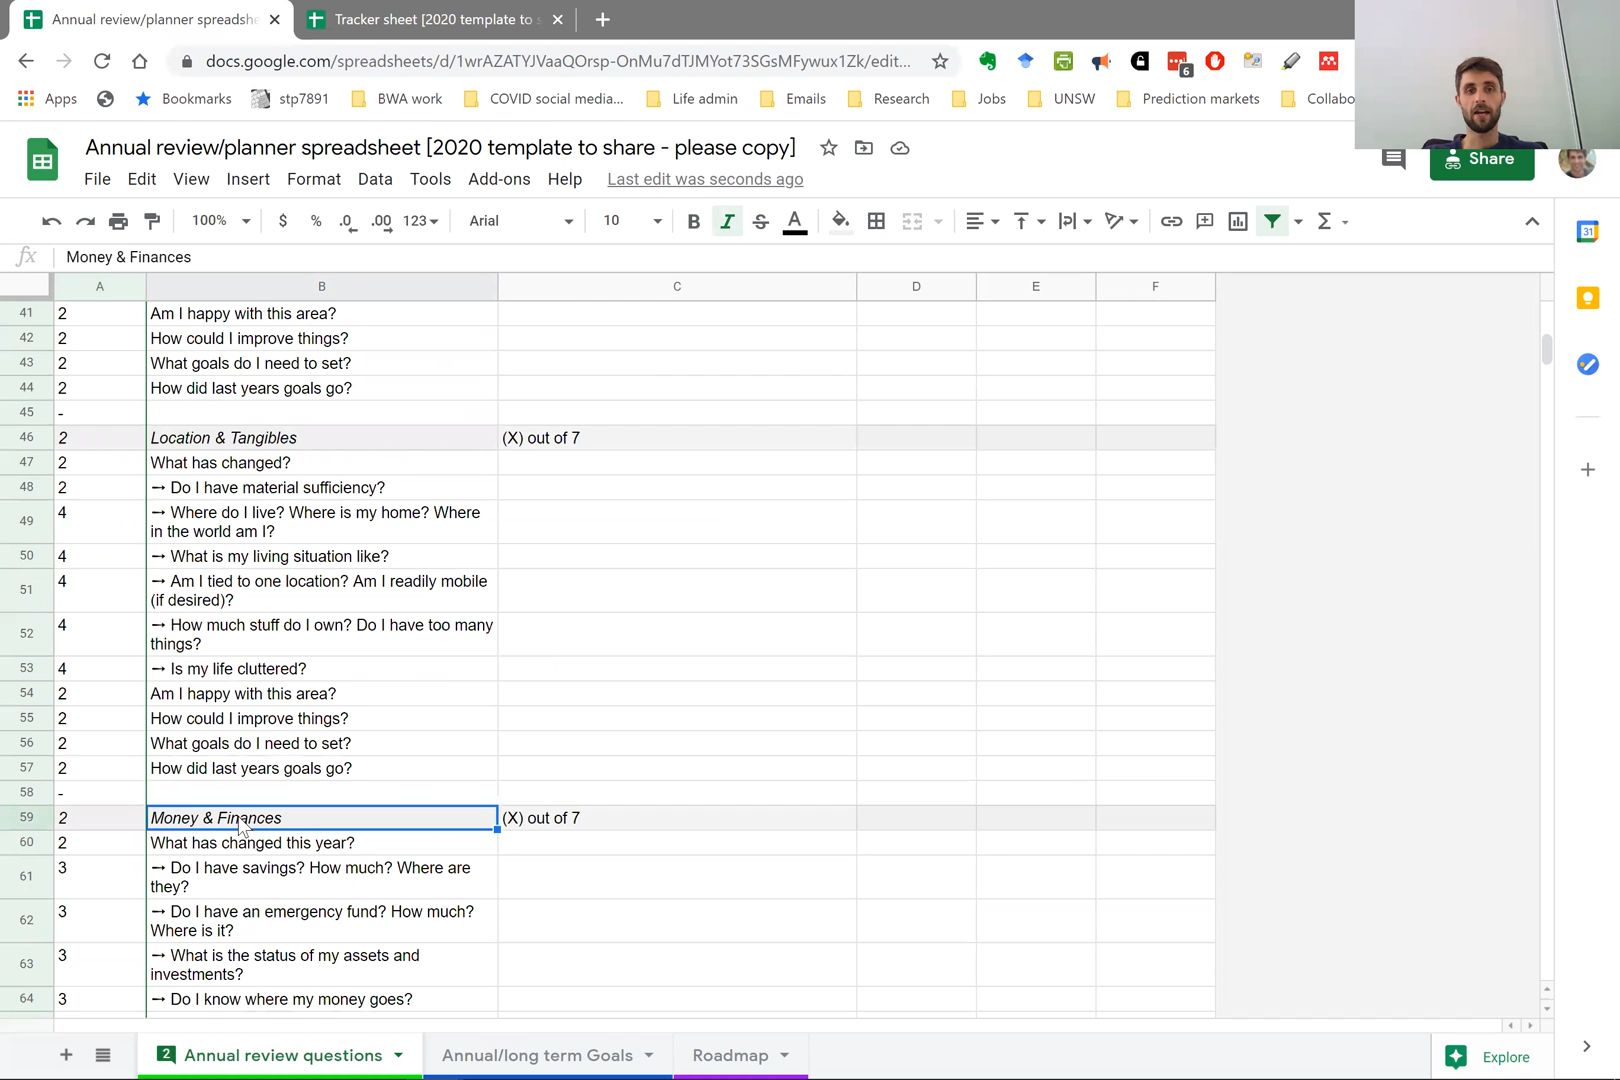 Annual review/planner spreadshe
Tracker sheet [2020 template to s
docs.google.com/spreadsheets/d/1wrAZATYJVaaQOrsp-OnMu7dTJMYot73SGsMFywux1Zk/edit...
6
Apps
Bookmarks
stp7891
BWA work
COVID social media...
Life admin
Emails
Research
Jobs
UNSW
Prediction markets
Collabo
Annual review/planner spreadsheet [2020 template to share - please copy]
Share
File Edit View Insert Format Data Tools Add-ons Help Last edit was seconds ago
100% $ % .0 .00 123 Arial 10 B I S A Σ
31
fx Money & Finances
A B C D E F
41 2 Am I happy with this area?
42 2 How could I improve things?
43 2 What goals do I need to set?
44 2 How did last years goals go?
45 -
46 2 Location & Tangibles (X) out of 7
47 2 What has changed?
48 2 → Do I have material sufficiency?
49 4 → Where do I live? Where is my home? Where
in the world am I?
50 4 → What is my living situation like?
51 4 → Am I tied to one location? Am I readily mobile
(if desired)?
52 4 → How much stuff do I own? Do I have too many
things?
53 4 → Is my life cluttered?
54 2 Am I happy with this area?
55 2 How could I improve things?
56 2 What goals do I need to set?
57 2 How did last years goals go?
58 -
59 2 Money & Finances (X) out of 7
60 2 What has changed this year?
61 3 → Do I have savings? How much? Where are
they?
62 3 → Do I have an emergency fund? How much?
Where is it?
63 3 → What is the status of my assets and
investments?
64 3 → Do I know where my money goes?
2 Annual review questions
Annual/long term Goals
Roadmap
Explore